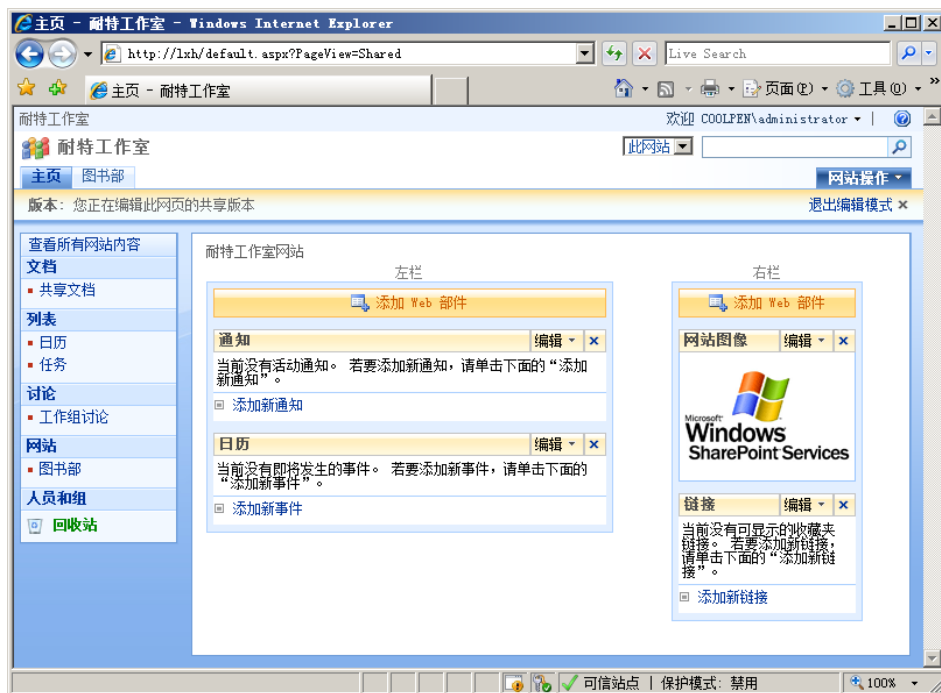 主页 - 耐特工作室 - Windows Internet Explorer
http://lxh/default.aspx?PageView=Shared
Live Search
主页 - 耐特工作室
页面(P)
工具(O)
耐特工作室
欢迎 COOLPEN\administrator
耐特工作室
此网站
主页
图书部
网站操作
版本: 您正在编辑此网页的共享版本
退出编辑模式 ×
查看所有网站内容
文档
共享文档
列表
日历
任务
讨论
工作组讨论
网站
图书部
人员和组
回收站
耐特工作室网站
左栏
添加 Web 部件
通知
编辑
当前没有活动通知。 若要添加新通知，请单击下面的“添加
新通知”。
添加新通知
日历
编辑
当前没有即将发生的事件。 若要添加新事件，请单击下面的
“添加新事件”。
添加新事件
右栏
添加 Web 部件
网站图像
编辑
Microsoft
Windows
SharePoint Services
链接
编辑
当前没有可显示的收藏夹
链接。 若要添加新链接，
请单击下面的“添加新链
接”。
添加新链接
可信站点 | 保护模式: 禁用
100%